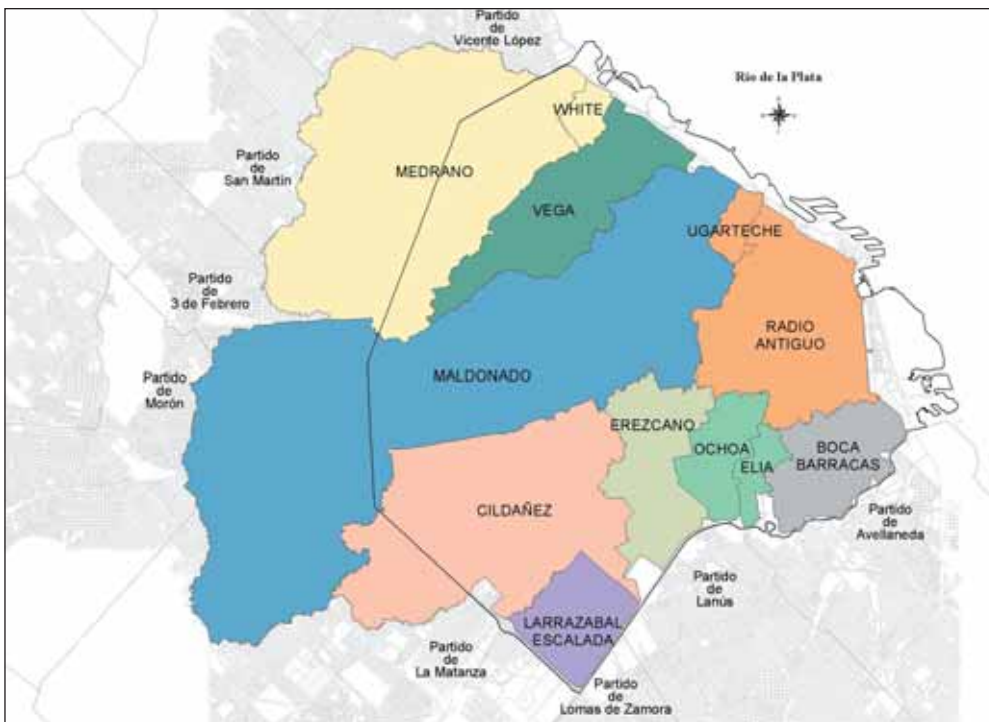 Partido
de
Vicente López
Río de la Plata
WHITE
Partido
de
San Martín
MEDRANO
VEGA
UGARTECHE
Partido
de
3 de Febrero
RADIO
ANTIGUO
MALDONADO
Partido
de
Morón
EREZCANO
OCHOA
ELIA
BOCA
BARRACAS
CILDAÑEZ
Partido
de
Avellaneda
Partido
de
Lanús
LARRAZABAL
ESCALADA
Partido
de
La Matanza
Partido
de
Lomas de Zamora